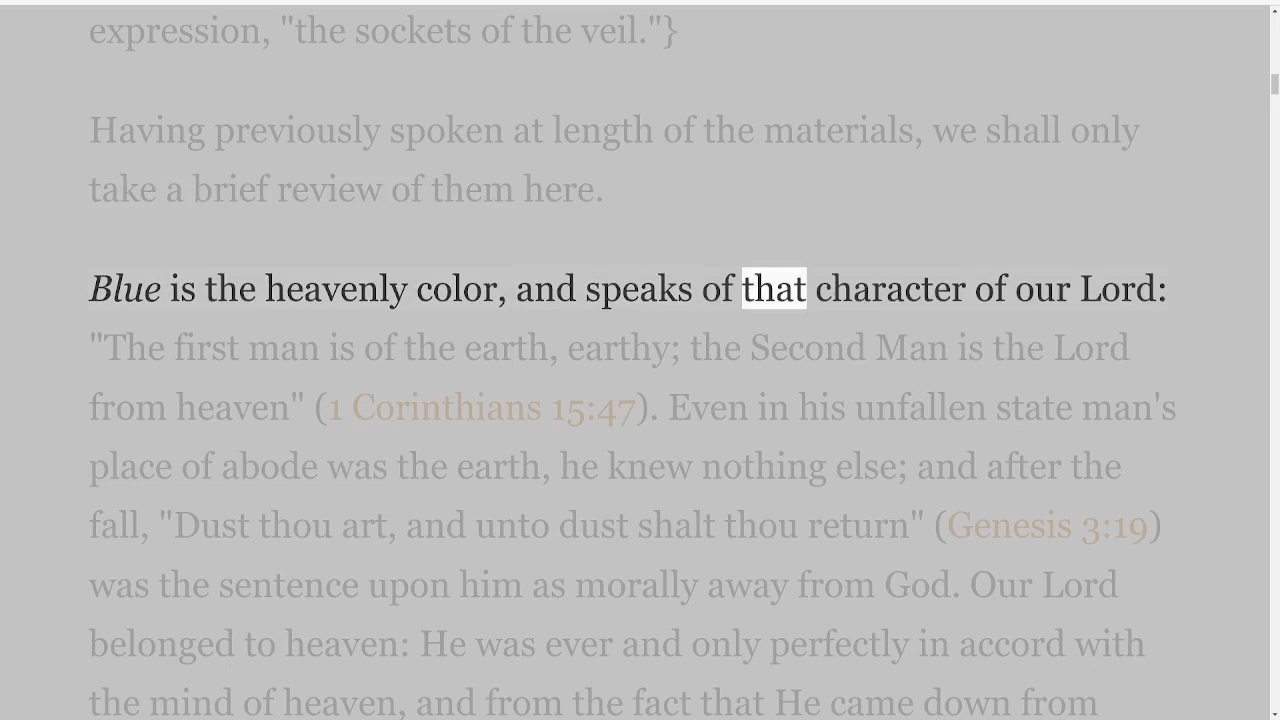 expression, "the sockets of the veil."}
Having previously spoken at length of the materials, we shall only
take a brief review of them here.
Blue is the heavenly color, and speaks of that character of our Lord:
"The first man is of the earth, earthy; the Second Man is the Lord
from heaven" (1 Corinthians 15:47). Even in his unfallen state man's
place of abode was the earth, he knew nothing else; and after the
fall, "Dust thou art, and unto dust shalt thou return" (Genesis 3:19)
was the sentence upon him as morally away from God. Our Lord
belonged to heaven: He was ever and only perfectly in accord with
the mind of heaven, and from the fact that He came down from